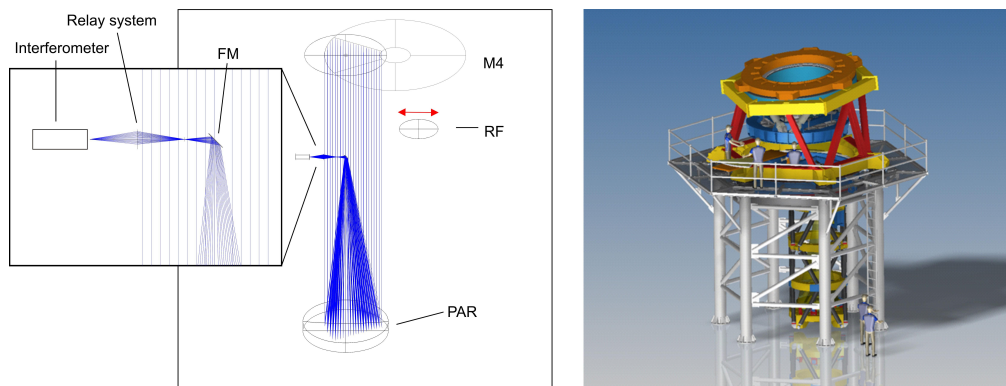 Relay system
Interferometer
FM
M4
RF
PAR